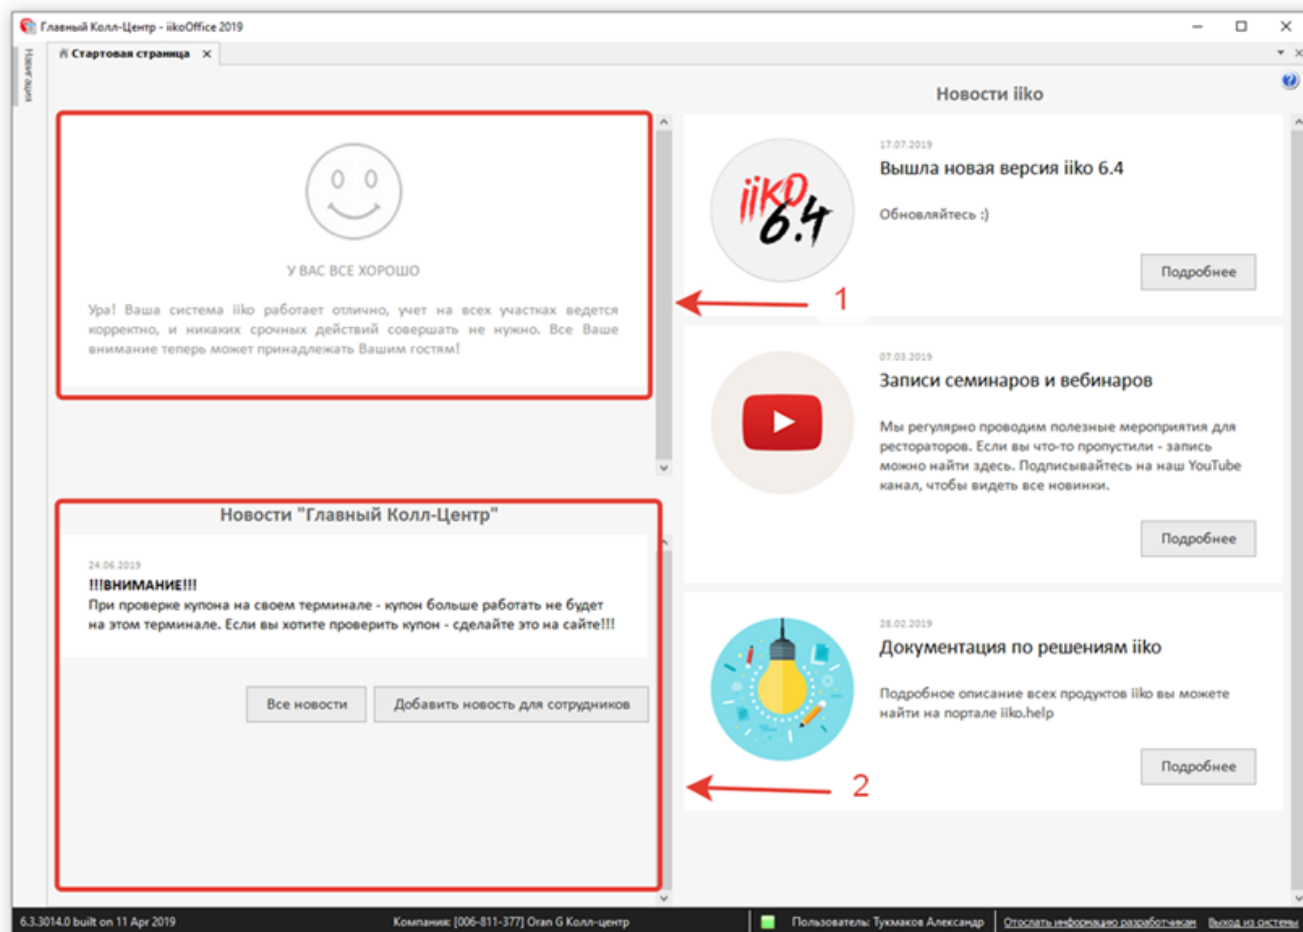 Главный Колл-Центр - iikoOffice 2019
Навигация
Стартовая страница
У ВАС ВСЕ ХОРОШО
Ура! Ваша система iiko работает отлично, учет на всех участках ведется
корректно, и никаких срочных действий совершать не нужно. Все Ваше
внимание теперь может принадлежать Вашим гостям!
1
Новости "Главный Колл-Центр"
24.06.2019
!!!ВНИМАНИЕ!!!
При проверке купона на своем терминале - купон больше работать не будет
на этом терминале. Если вы хотите проверить купон - сделайте это на сайте!!!
Все новости
Добавить новость для сотрудников
2
Новости iiko
iiko
6.4
17.07.2019
Вышла новая версия iiko 6.4
Обновляйтесь :)
Подробнее
07.03.2019
Записи семинаров и вебинаров
Мы регулярно проводим полезные мероприятия для
рестораторов. Если вы что-то пропустили - запись
можно найти здесь. Подписывайтесь на наш YouTube
канал, чтобы видеть все новинки.
Подробнее
28.02.2019
Документация по решениям iiko
Подробное описание всех продуктов iiko вы можете
найти на портале iiko.help
Подробнее
6.3.3014.0 built on 11 Apr 2019
Компания: [006-811-377] Oran G Колл-центр
Пользователь: Тукмаков Александр
Отослать информацию разработчикам
Выход из системы